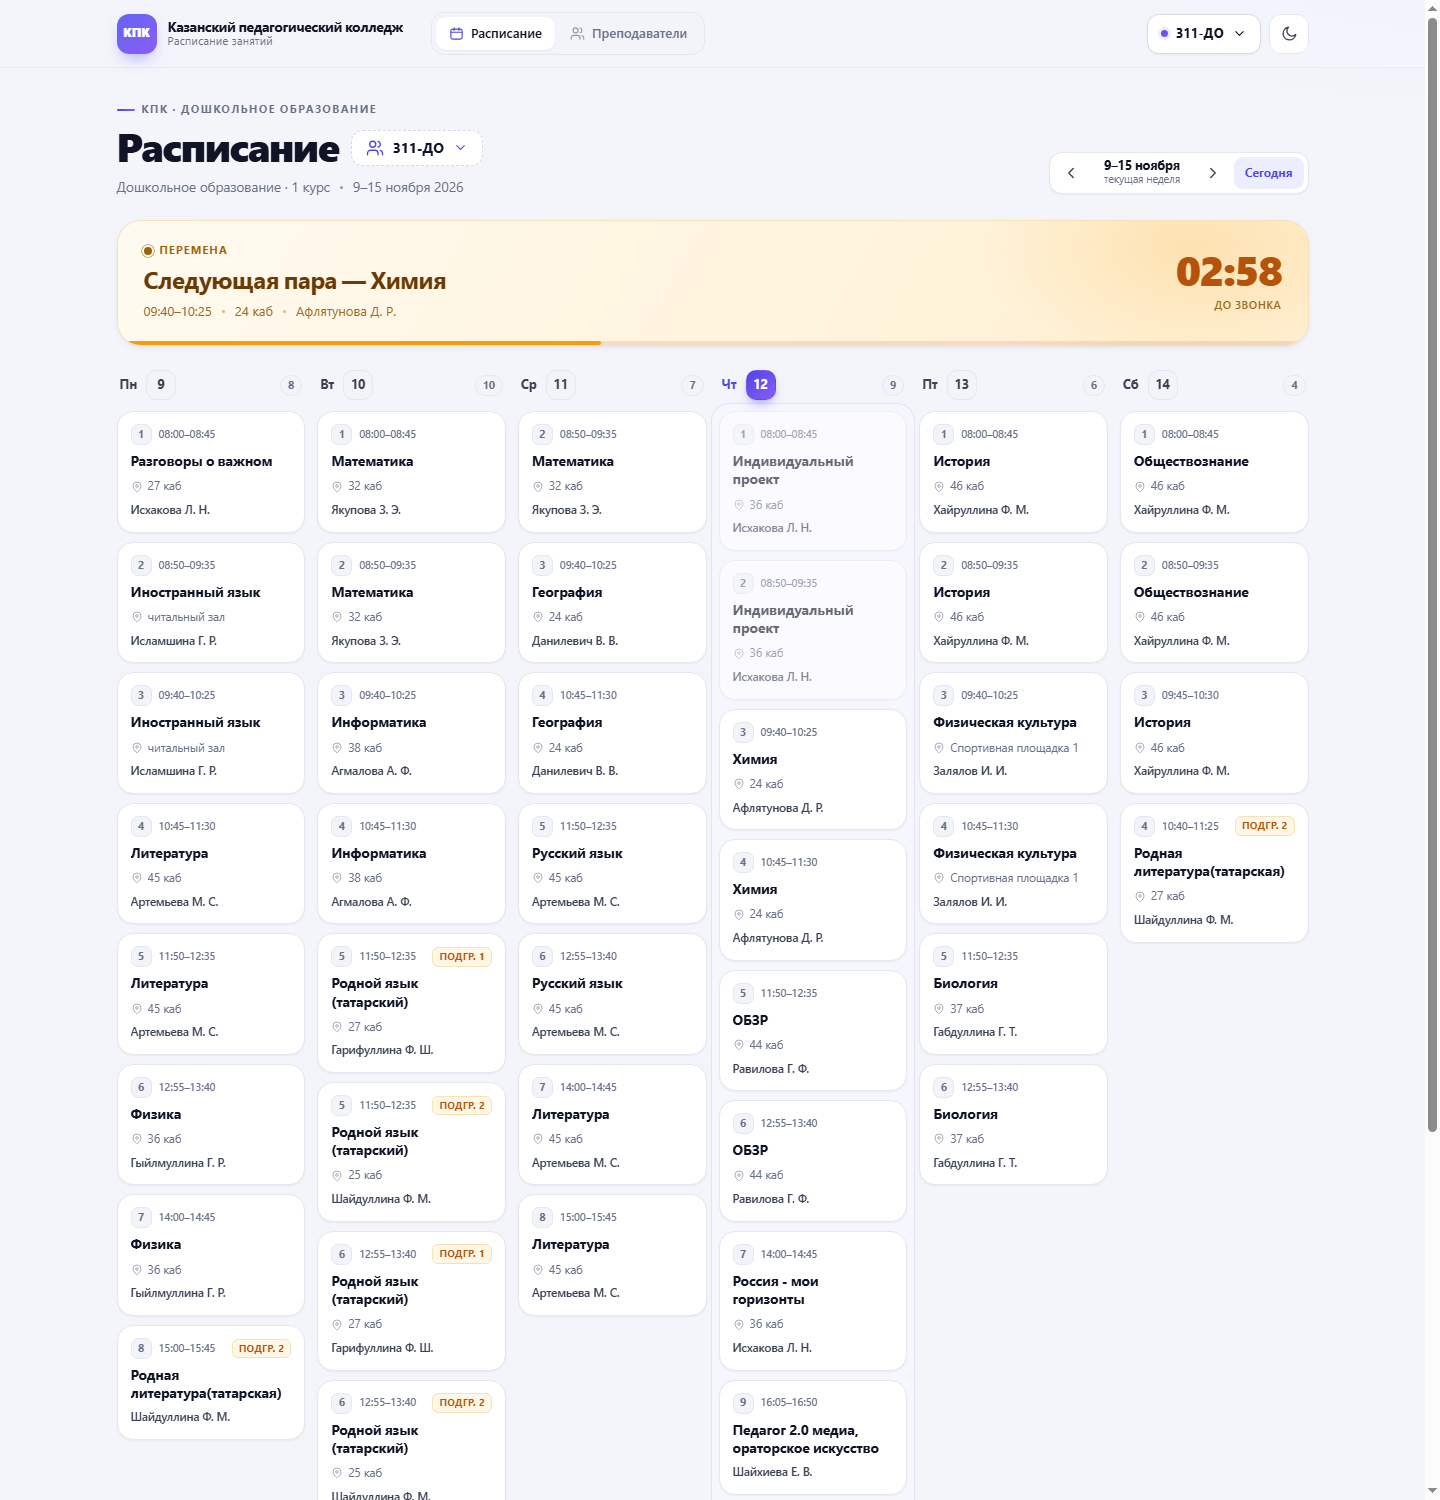 КПК
Казанский педагогический колледж
Расписание занятий
Расписание
Преподаватели
311-ДО
КПК · ДОШКОЛЬНОЕ ОБРАЗОВАНИЕ
Расписание
311-ДО
Дошкольное образование · 1 курс • 9–15 ноября 2026
9–15 ноября
текущая неделя
Сегодня
ПЕРЕМЕНА
Следующая пара — Химия
09:40–10:25 • 24 каб • Афлятунова Д. Р.
02:58
ДО ЗВОНКА
Пн 9 8
1 08:00–08:45
Разговоры о важном
27 каб
Исхакова Л. Н.
2 08:50–09:35
Иностранный язык
читальный зал
Исламшина Г. Р.
3 09:40–10:25
Иностранный язык
читальный зал
Исламшина Г. Р.
4 10:45–11:30
Литература
45 каб
Артемьева М. С.
5 11:50–12:35
Литература
45 каб
Артемьева М. С.
6 12:55–13:40
Физика
36 каб
Гыйлмуллина Г. Р.
7 14:00–14:45
Физика
36 каб
Гыйлмуллина Г. Р.
8 15:00–15:45 ПОДГР. 2
Родная
литература(татарская)
Шайдуллина Ф. М.
Вт 10 10
1 08:00–08:45
Математика
32 каб
Якупова З. Э.
2 08:50–09:35
Математика
32 каб
Якупова З. Э.
3 09:40–10:25
Информатика
38 каб
Агмалова А. Ф.
4 10:45–11:30
Информатика
38 каб
Агмалова А. Ф.
5 11:50–12:35 ПОДГР. 1
Родной язык
(татарский)
27 каб
Гарифуллина Ф. Ш.
5 11:50–12:35 ПОДГР. 2
Родной язык
(татарский)
25 каб
Шайдуллина Ф. М.
6 12:55–13:40 ПОДГР. 1
Родной язык
(татарский)
27 каб
Гарифуллина Ф. Ш.
6 12:55–13:40 ПОДГР. 2
Родной язык
(татарский)
25 каб
Шайдуллина Ф. М.
Ср 11 7
2 08:50–09:35
Математика
32 каб
Якупова З. Э.
3 09:40–10:25
География
24 каб
Данилевич В. В.
4 10:45–11:30
География
24 каб
Данилевич В. В.
5 11:50–12:35
Русский язык
45 каб
Артемьева М. С.
6 12:55–13:40
Русский язык
45 каб
Артемьева М. С.
7 14:00–14:45
Литература
45 каб
Артемьева М. С.
8 15:00–15:45
Литература
45 каб
Артемьева М. С.
Чт 12 9
1 08:00–08:45
Индивидуальный
проект
36 каб
Исхакова Л. Н.
2 08:50–09:35
Индивидуальный
проект
36 каб
Исхакова Л. Н.
3 09:40–10:25
Химия
24 каб
Афлятунова Д. Р.
4 10:45–11:30
Химия
24 каб
Афлятунова Д. Р.
5 11:50–12:35
ОБЗР
44 каб
Равилова Г. Ф.
6 12:55–13:40
ОБЗР
44 каб
Равилова Г. Ф.
7 14:00–14:45
Россия - мои
горизонты
36 каб
Исхакова Л. Н.
9 16:05–16:50
Педагог 2.0 медиа,
ораторское искусство
Шайхиева Е. В.
Пт 13 6
1 08:00–08:45
История
46 каб
Хайруллина Ф. М.
2 08:50–09:35
История
46 каб
Хайруллина Ф. М.
3 09:40–10:25
Физическая культура
Спортивная площадка 1
Залялов И. И.
4 10:45–11:30
Физическая культура
Спортивная площадка 1
Залялов И. И.
5 11:50–12:35
Биология
37 каб
Габдуллина Г. Т.
6 12:55–13:40
Биология
37 каб
Габдуллина Г. Т.
Сб 14 4
1 08:00–08:45
Обществознание
46 каб
Хайруллина Ф. М.
2 08:50–09:35
Обществознание
46 каб
Хайруллина Ф. М.
3 09:45–10:30
История
46 каб
Хайруллина Ф. М.
4 10:40–11:25 ПОДГР. 2
Родная
литература(татарская)
27 каб
Шайдуллина Ф. М.